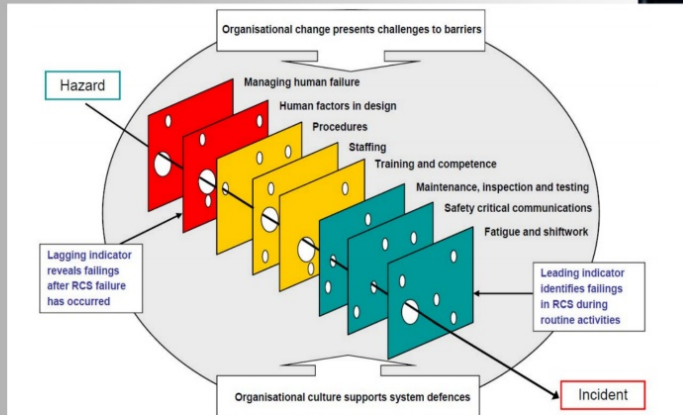 Organisational change presents challenges to barriers
Hazard
Managing human failure
Human factors in design
Procedures
Staffing
Training and competence
Maintenance, inspection and testing
Safety critical communications
Fatigue and shiftwork
Lagging indicator
reveals failings
after RCS failure
has occurred
Leading indicator
identifies failings
in RCS during
routine activities
Organisational culture supports system defences
Incident